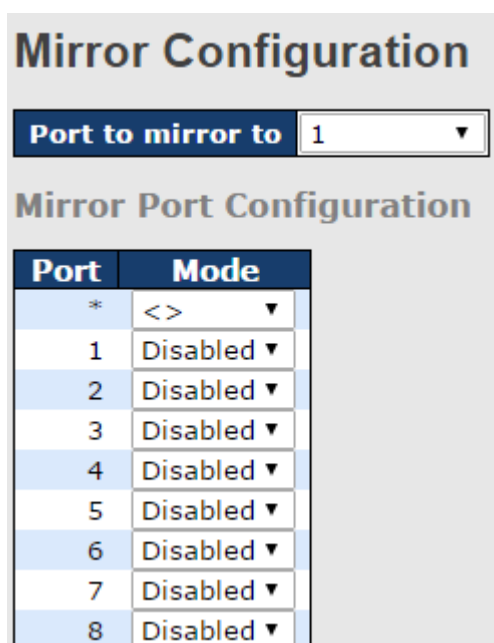 Mirror Configuration
Port to mirror to 1
Mirror Port Configuration
Port Mode
* <>
1 Disabled
2 Disabled
3 Disabled
4 Disabled
5 Disabled
6 Disabled
7 Disabled
8 Disabled